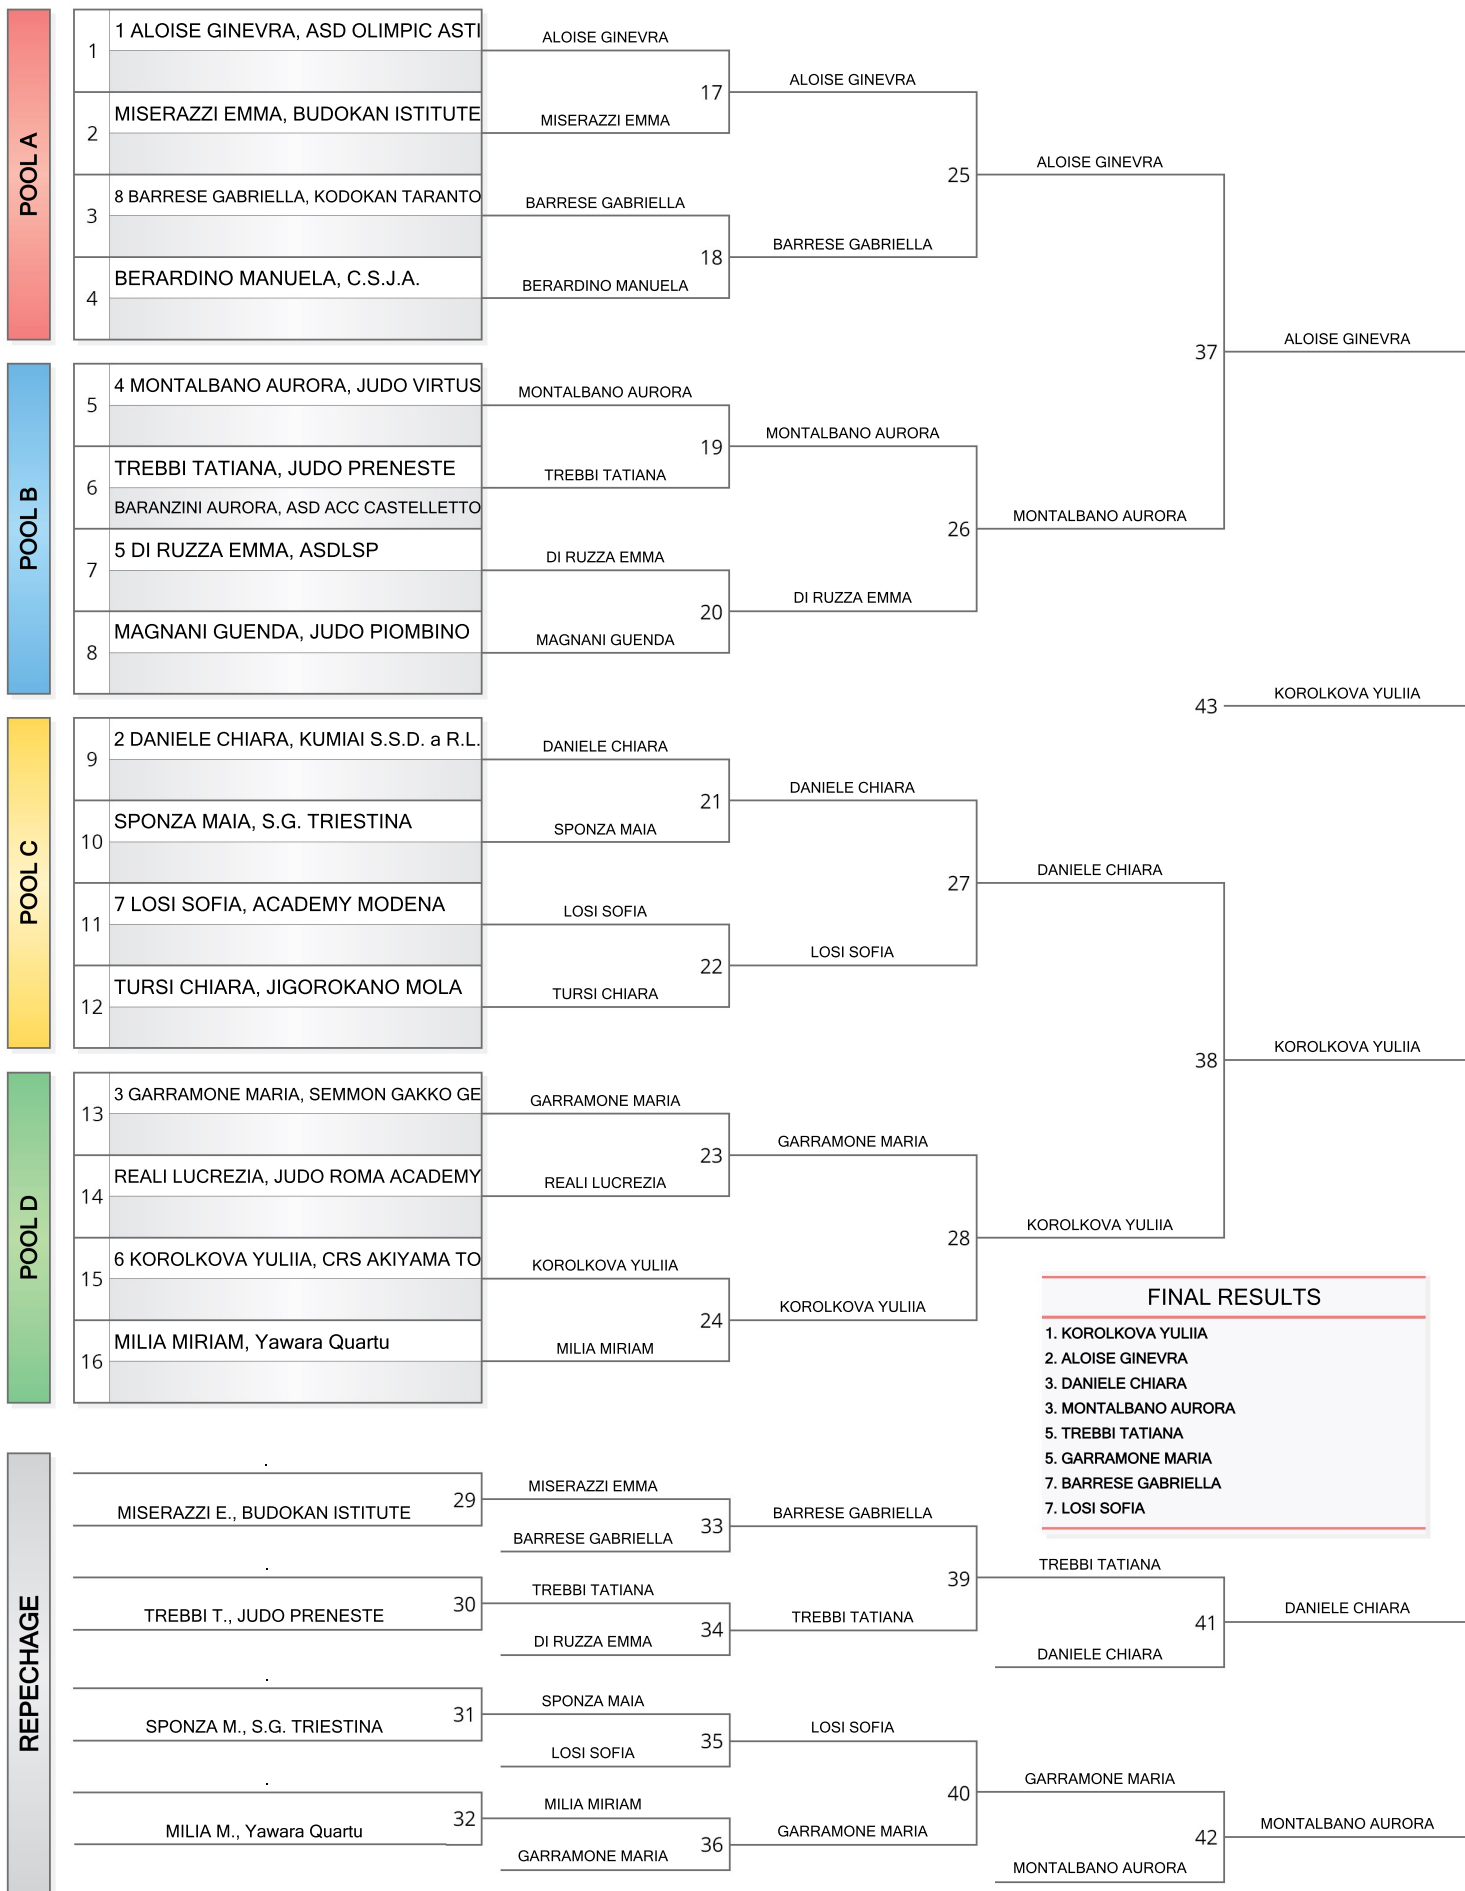 POOL A
1
1 ALOISE GINEVRA, ASD OLIMPIC ASTI
2
MISERAZZI EMMA, BUDOKAN ISTITUTE
3
8 BARRESE GABRIELLA, KODOKAN TARANTO
4
BERARDINO MANUELA, C.S.J.A.
ALOISE GINEVRA
17
MISERAZZI EMMA
BARRESE GABRIELLA
18
BERARDINO MANUELA
ALOISE GINEVRA
25
BARRESE GABRIELLA
ALOISE GINEVRA
POOL B
5
4 MONTALBANO AURORA, JUDO VIRTUS
6
TREBBI TATIANA, JUDO PRENESTE
BARANZINI AURORA, ASD ACC CASTELLETTO
7
5 DI RUZZA EMMA, ASDLSP
8
MAGNANI GUENDA, JUDO PIOMBINO
MONTALBANO AURORA
19
TREBBI TATIANA
DI RUZZA EMMA
20
MAGNANI GUENDA
MONTALBANO AURORA
26
DI RUZZA EMMA
MONTALBANO AURORA
37
ALOISE GINEVRA
43
KOROLKOVA YULIIA
POOL C
9
2 DANIELE CHIARA, KUMIAI S.S.D. a R.L.
10
SPONZA MAIA, S.G. TRIESTINA
11
7 LOSI SOFIA, ACADEMY MODENA
12
TURSI CHIARA, JIGOROKANO MOLA
DANIELE CHIARA
21
SPONZA MAIA
LOSI SOFIA
22
TURSI CHIARA
DANIELE CHIARA
27
LOSI SOFIA
DANIELE CHIARA
POOL D
13
3 GARRAMONE MARIA, SEMMON GAKKO GE
14
REALI LUCREZIA, JUDO ROMA ACADEMY
15
6 KOROLKOVA YULIIA, CRS AKIYAMA TO
16
MILIA MIRIAM, Yawara Quartu
GARRAMONE MARIA
23
REALI LUCREZIA
KOROLKOVA YULIIA
24
MILIA MIRIAM
GARRAMONE MARIA
28
KOROLKOVA YULIIA
KOROLKOVA YULIIA
38
KOROLKOVA YULIIA
FINAL RESULTS
1. KOROLKOVA YULIIA
2. ALOISE GINEVRA
3. DANIELE CHIARA
3. MONTALBANO AURORA
5. TREBBI TATIANA
5. GARRAMONE MARIA
7. BARRESE GABRIELLA
7. LOSI SOFIA
REPECHAGE
.
29
MISERAZZI E., BUDOKAN ISTITUTE
.
30
TREBBI T., JUDO PRENESTE
.
31
SPONZA M., S.G. TRIESTINA
.
32
MILIA M., Yawara Quartu
MISERAZZI EMMA
33
BARRESE GABRIELLA
TREBBI TATIANA
34
DI RUZZA EMMA
SPONZA MAIA
35
LOSI SOFIA
MILIA MIRIAM
36
GARRAMONE MARIA
BARRESE GABRIELLA
39
TREBBI TATIANA
LOSI SOFIA
40
GARRAMONE MARIA
TREBBI TATIANA
41
DANIELE CHIARA
GARRAMONE MARIA
42
MONTALBANO AURORA
DANIELE CHIARA
MONTALBANO AURORA